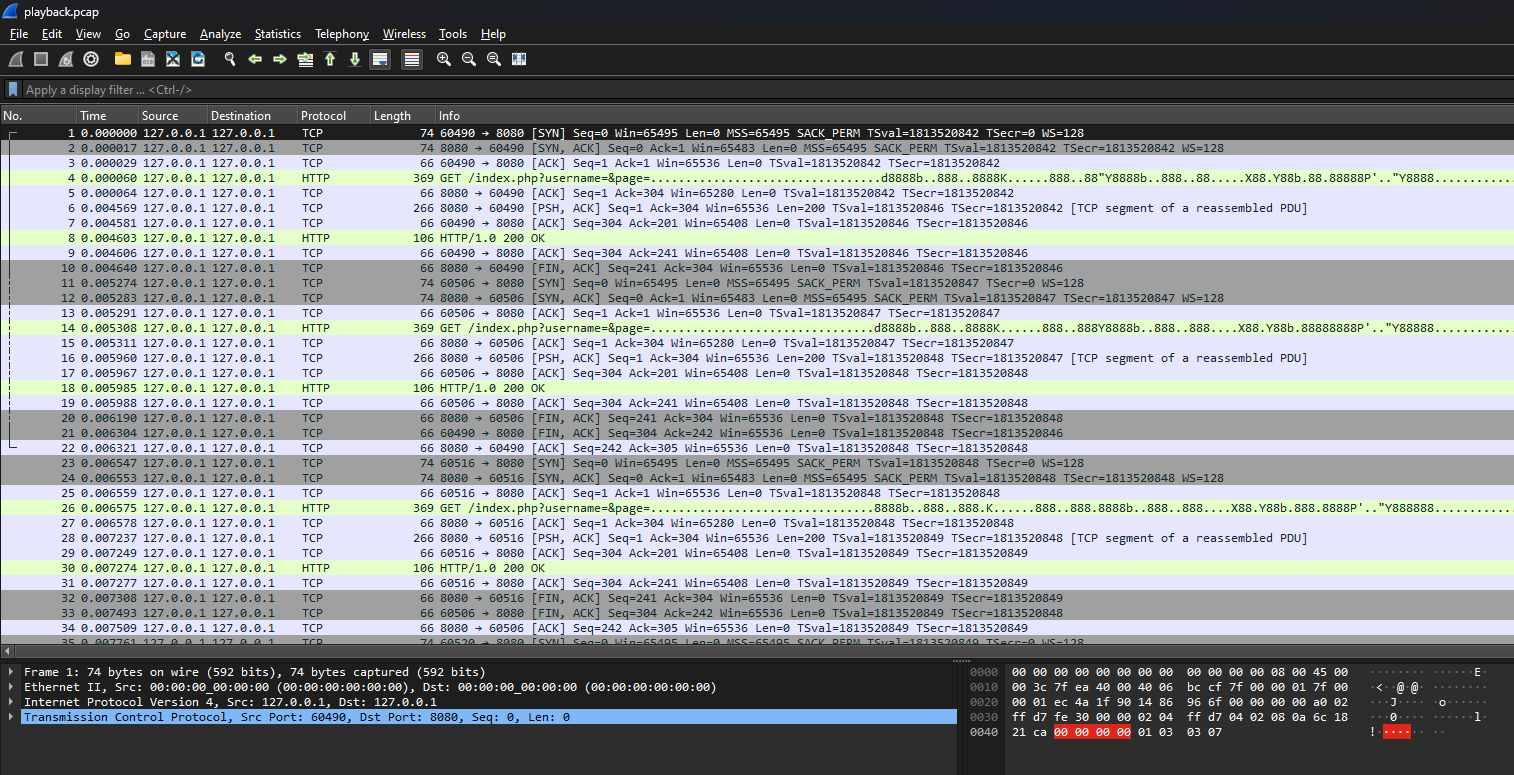 playback.pcap
File Edit View Go Capture Analyze Statistics Telephony Wireless Tools Help
Apply a display filter ... <Ctrl-/>
No. Time Source Destination Protocol Length Info
1 0.000000 127.0.0.1 127.0.0.1 TCP 74 60490 → 8080 [SYN] Seq=0 Win=65495 Len=0 MSS=65495 SACK_PERM TSval=1813520842 TSecr=0 WS=128
2 0.000017 127.0.0.1 127.0.0.1 TCP 74 8080 → 60490 [SYN, ACK] Seq=0 Ack=1 Win=65483 Len=0 MSS=65495 SACK_PERM TSval=1813520842 TSecr=1813520842 WS=128
3 0.000029 127.0.0.1 127.0.0.1 TCP 66 60490 → 8080 [ACK] Seq=1 Ack=1 Win=65536 Len=0 TSval=1813520842 TSecr=1813520842
4 0.000060 127.0.0.1 127.0.0.1 HTTP 369 GET /index.php?username=&page=.................................d8888b..888..8888K......888..88"Y8888b...888..88.....X88.Y88b.88.88888P'.."Y8888............
5 0.000064 127.0.0.1 127.0.0.1 TCP 66 8080 → 60490 [ACK] Seq=1 Ack=304 Win=65280 Len=0 TSval=1813520842 TSecr=1813520842
6 0.004569 127.0.0.1 127.0.0.1 TCP 266 8080 → 60490 [PSH, ACK] Seq=1 Ack=304 Win=65536 Len=200 TSval=1813520846 TSecr=1813520842 [TCP segment of a reassembled PDU]
7 0.004581 127.0.0.1 127.0.0.1 TCP 66 60490 → 8080 [ACK] Seq=304 Ack=201 Win=65408 Len=0 TSval=1813520846 TSecr=1813520846
8 0.004603 127.0.0.1 127.0.0.1 HTTP 106 HTTP/1.0 200 OK
9 0.004606 127.0.0.1 127.0.0.1 TCP 66 60490 → 8080 [ACK] Seq=304 Ack=241 Win=65408 Len=0 TSval=1813520846 TSecr=1813520846
10 0.004640 127.0.0.1 127.0.0.1 TCP 66 8080 → 60490 [FIN, ACK] Seq=241 Ack=304 Win=65536 Len=0 TSval=1813520846 TSecr=1813520846
11 0.005274 127.0.0.1 127.0.0.1 TCP 74 60506 → 8080 [SYN] Seq=0 Win=65495 Len=0 MSS=65495 SACK_PERM TSval=1813520847 TSecr=0 WS=128
12 0.005283 127.0.0.1 127.0.0.1 TCP 74 8080 → 60506 [SYN, ACK] Seq=0 Ack=1 Win=65483 Len=0 MSS=65495 SACK_PERM TSval=1813520847 TSecr=1813520847 WS=128
13 0.005291 127.0.0.1 127.0.0.1 TCP 66 60506 → 8080 [ACK] Seq=1 Ack=1 Win=65536 Len=0 TSval=1813520847 TSecr=1813520847
14 0.005308 127.0.0.1 127.0.0.1 HTTP 369 GET /index.php?username=&page=................................d8888b..888..8888K......888..888Y8888b..888..888....X88.Y88b.88888888P'.."Y88888............
15 0.005311 127.0.0.1 127.0.0.1 TCP 66 8080 → 60506 [ACK] Seq=1 Ack=304 Win=65280 Len=0 TSval=1813520847 TSecr=1813520847
16 0.005960 127.0.0.1 127.0.0.1 TCP 266 8080 → 60506 [PSH, ACK] Seq=1 Ack=304 Win=65536 Len=200 TSval=1813520848 TSecr=1813520847 [TCP segment of a reassembled PDU]
17 0.005967 127.0.0.1 127.0.0.1 TCP 66 60506 → 8080 [ACK] Seq=304 Ack=201 Win=65408 Len=0 TSval=1813520848 TSecr=1813520848
18 0.005985 127.0.0.1 127.0.0.1 HTTP 106 HTTP/1.0 200 OK
19 0.005988 127.0.0.1 127.0.0.1 TCP 66 60506 → 8080 [ACK] Seq=304 Ack=241 Win=65408 Len=0 TSval=1813520848 TSecr=1813520848
20 0.006190 127.0.0.1 127.0.0.1 TCP 66 8080 → 60506 [FIN, ACK] Seq=241 Ack=304 Win=65536 Len=0 TSval=1813520848 TSecr=1813520848
21 0.006304 127.0.0.1 127.0.0.1 TCP 66 60490 → 8080 [FIN, ACK] Seq=304 Ack=242 Win=65536 Len=0 TSval=1813520848 TSecr=1813520846
22 0.006321 127.0.0.1 127.0.0.1 TCP 66 8080 → 60490 [ACK] Seq=242 Ack=305 Win=65536 Len=0 TSval=1813520848 TSecr=1813520848
23 0.006547 127.0.0.1 127.0.0.1 TCP 74 60516 → 8080 [SYN] Seq=0 Win=65495 Len=0 MSS=65495 SACK_PERM TSval=1813520848 TSecr=0 WS=128
24 0.006553 127.0.0.1 127.0.0.1 TCP 74 8080 → 60516 [SYN, ACK] Seq=0 Ack=1 Win=65483 Len=0 MSS=65495 SACK_PERM TSval=1813520848 TSecr=1813520848 WS=128
25 0.006559 127.0.0.1 127.0.0.1 TCP 66 60516 → 8080 [ACK] Seq=1 Ack=1 Win=65536 Len=0 TSval=1813520848 TSecr=1813520848
26 0.006575 127.0.0.1 127.0.0.1 HTTP 369 GET /index.php?username=&page=................................8888b..888..888.K......888..888.8888b..888..888....X88.Y88b.888.8888P'.."Y888888............
27 0.006578 127.0.0.1 127.0.0.1 TCP 66 8080 → 60516 [ACK] Seq=1 Ack=304 Win=65280 Len=0 TSval=1813520848 TSecr=1813520848
28 0.007237 127.0.0.1 127.0.0.1 TCP 266 8080 → 60516 [PSH, ACK] Seq=1 Ack=304 Win=65536 Len=200 TSval=1813520849 TSecr=1813520848 [TCP segment of a reassembled PDU]
29 0.007249 127.0.0.1 127.0.0.1 TCP 66 60516 → 8080 [ACK] Seq=304 Ack=201 Win=65408 Len=0 TSval=1813520849 TSecr=1813520849
30 0.007274 127.0.0.1 127.0.0.1 HTTP 106 HTTP/1.0 200 OK
31 0.007277 127.0.0.1 127.0.0.1 TCP 66 60516 → 8080 [ACK] Seq=304 Ack=241 Win=65408 Len=0 TSval=1813520849 TSecr=1813520849
32 0.007308 127.0.0.1 127.0.0.1 TCP 66 8080 → 60516 [FIN, ACK] Seq=241 Ack=304 Win=65536 Len=0 TSval=1813520849 TSecr=1813520849
33 0.007493 127.0.0.1 127.0.0.1 TCP 66 60506 → 8080 [FIN, ACK] Seq=304 Ack=242 Win=65536 Len=0 TSval=1813520849 TSecr=1813520848
34 0.007509 127.0.0.1 127.0.0.1 TCP 66 8080 → 60506 [ACK] Seq=242 Ack=305 Win=65536 Len=0 TSval=1813520849 TSecr=1813520849
35 0.007761 127.0.0.1 127.0.0.1 TCP 74 60520 → 8080 [SYN] Seq=0 Win=65495 Len=0 MSS=65495 SACK_PERM TSval=1813520849 TSecr=0 WS=128
Frame 1: 74 bytes on wire (592 bits), 74 bytes captured (592 bits)
Ethernet II, Src: 00:00:00_00:00:00 (00:00:00:00:00:00), Dst: 00:00:00_00:00:00 (00:00:00:00:00:00)
Internet Protocol Version 4, Src: 127.0.0.1, Dst: 127.0.0.1
Transmission Control Protocol, Src Port: 60490, Dst Port: 8080, Seq: 0, Len: 0
0000 00 00 00 00 00 00 00 00 00 00 00 00 08 00 45 00 ········ ······E·
0010 00 3c 7f ea 40 00 40 06 bc cf 7f 00 00 01 7f 00 ·<··@·@· ········
0020 00 01 ec 4a 1f 90 14 86 96 6f 00 00 00 00 a0 02 ···J···· ·o······
0030 ff d7 fe 30 00 00 02 04 ff d7 04 02 08 0a 6c 18 ···0···· ······l·
0040 21 ca 00 00 00 00 01 03 03 07 !······· ··